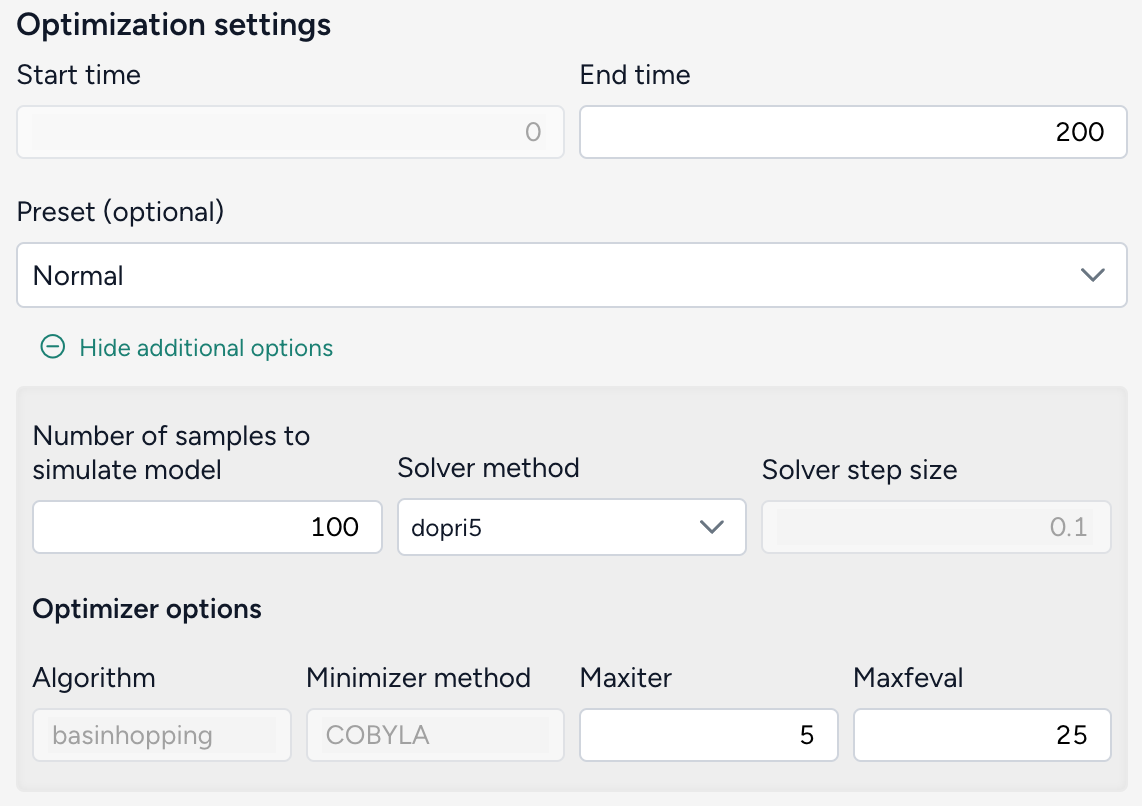 Optimization settings
Start time
End time
0
200
Preset (optional)
Normal
Hide additional options
Number of samples to
simulate model
Solver method
Solver step size
100
dopri5
0.1
Optimizer options
Algorithm
Minimizer method
Maxiter
Maxfeval
basinhopping
COBYLA
5
25